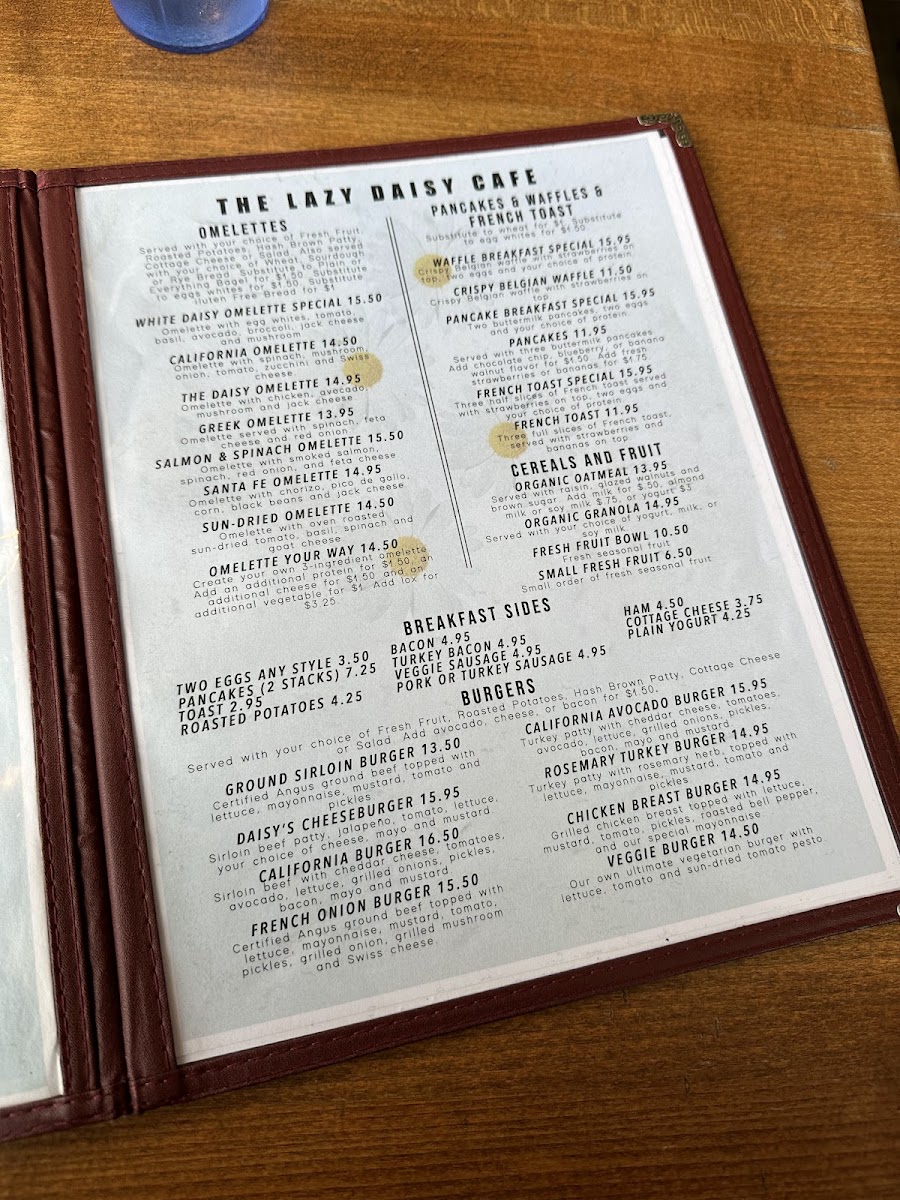 THE LAZY DAISY CAFE
OMELETTES
Served with your choice of Fresh Fruit,
Roasted Potatoes, Hash Brown Patty,
Cottage Cheese or Salad. Also served
with your choice of Wheat, Sourdough
or Rye Bread. Substitute, for an
Everything Bagel for $1.50. Substitute
to egg whites for $1.50. Substitute
Gluten Free Bread for $1
WHITE DAISY OMELETTE SPECIAL 15.50
Omelette with egg whites, tomato,
basil, avocado, broccoli, jack cheese
and mushroom
CALIFORNIA OMELETTE 14.50
Omelette with spinach, mushroom,
onion, tomato, zucchini and Swiss
cheese
THE DAISY OMELETTE 14.95
Omelette with chicken, avocado,
mushroom and jack cheese
GREEK OMELETTE 13.95
Omelette served with spinach, feta
cheese and red onion
SALMON & SPINACH OMELETTE 15.50
Omelette with smoked salmon,
spinach, red onion, and feta cheese
SANTA FE OMELETTE 14.95
Omelette with chorizo, pico de gallo,
corn, black beans and jack cheese
SUN-DRIED OMELETTE 14.50
Omelette with oven roasted
sun-dried tomato, basil, spinach and
goat cheese
OMELETTE YOUR WAY 14.50
Create your own 3-ingredient omelette.
Add an additional protein for $1.50, an
additional cheese for $1.50 and an
additional vegetable for $1. Add lox for
$3.25
PANCAKES & WAFFLES &
FRENCH TOAST
Substitute to wheat for $1. Substitute
to egg whites for $1.50
WAFFLE BREAKFAST SPECIAL 15.95
Crispy Belgian waffle with strawberries on
top, two eggs and your choice of protein
CRISPY BELGIAN WAFFLE 11.50
Crispy Belgian waffle with strawberries on
top
PANCAKE BREAKFAST SPECIAL 15.95
Two buttermilk pancakes, two eggs
and your choice of protein
PANCAKES 11.95
Served with three buttermilk pancakes
Add chocolate chip, blueberry or banana
walnut flavor for $1.50. Add fresh
strawberries or bananas for $1.75
FRENCH TOAST SPECIAL 15.95
Three half slices of French toast served
with strawberries on top, two eggs and
your choice of protein
FRENCH TOAST 11.95
Three full slices of French toast,
served with strawberries and
bananas on top
CEREALS AND FRUIT
ORGANIC OATMEAL 13.95
Served with raisin, glazed walnuts and
brown sugar. Add milk for $.50, almond
milk or soy milk $.75, or yogurt $3
ORGANIC GRANOLA 14.95
Served with your choice of yogurt, milk, or
soy milk.
FRESH FRUIT BOWL 10.50
Fresh seasonal fruit
SMALL FRESH FRUIT 6.50
Small order of fresh seasonal fruit
BREAKFAST SIDES
TWO EGGS ANY STYLE 3.50
PANCAKES (2 STACKS) 7.25
TOAST 2.95
ROASTED POTATOES 4.25
BACON 4.95
TURKEY BACON 4.95
VEGGIE SAUSAGE 4.95
PORK OR TURKEY SAUSAGE 4.95
HAM 4.50
COTTAGE CHEESE 3.75
PLAIN YOGURT 4.25
BURGERS
Served with your choice of Fresh Fruit, Roasted Potatoes, Hash Brown Patty, Cottage Cheese
or Salad. Add avocado, cheese, or bacon for $1.50.
GROUND SIRLOIN BURGER 13.50
Certified Angus ground beef topped with
lettuce, mayonnaise, mustard, tomato and
pickles
DAISY'S CHEESEBURGER 15.95
Sirloin beef patty, jalapeño, tomato, lettuce,
your choice of cheese, mayo and mustard
CALIFORNIA BURGER 16.50
Sirloin beef with cheddar cheese, tomatoes,
avocado, lettuce, grilled onions, pickles,
bacon, mayo and mustard
FRENCH ONION BURGER 15.50
Certified Angus ground beef topped with
lettuce, mayonnaise, mustard, tomato,
pickles, grilled onion, grilled mushroom
and Swiss cheese
CALIFORNIA AVOCADO BURGER 15.95
Turkey patty with cheddar cheese, tomatoes,
avocado, lettuce, grilled onions, pickles,
bacon, mayo and mustard
ROSEMARY TURKEY BURGER 14.95
Turkey patty with rosemary herb, topped with
lettuce, mayonnaise, mustard, tomato and
pickles
CHICKEN BREAST BURGER 14.95
Grilled chicken breast topped with lettuce,
mustard, tomato, pickles, roasted bell pepper,
and our special mayonnaise
VEGGIE BURGER 14.50
Our own ultimate vegetarian burger with
lettuce, tomato and sun-dried tomato pesto